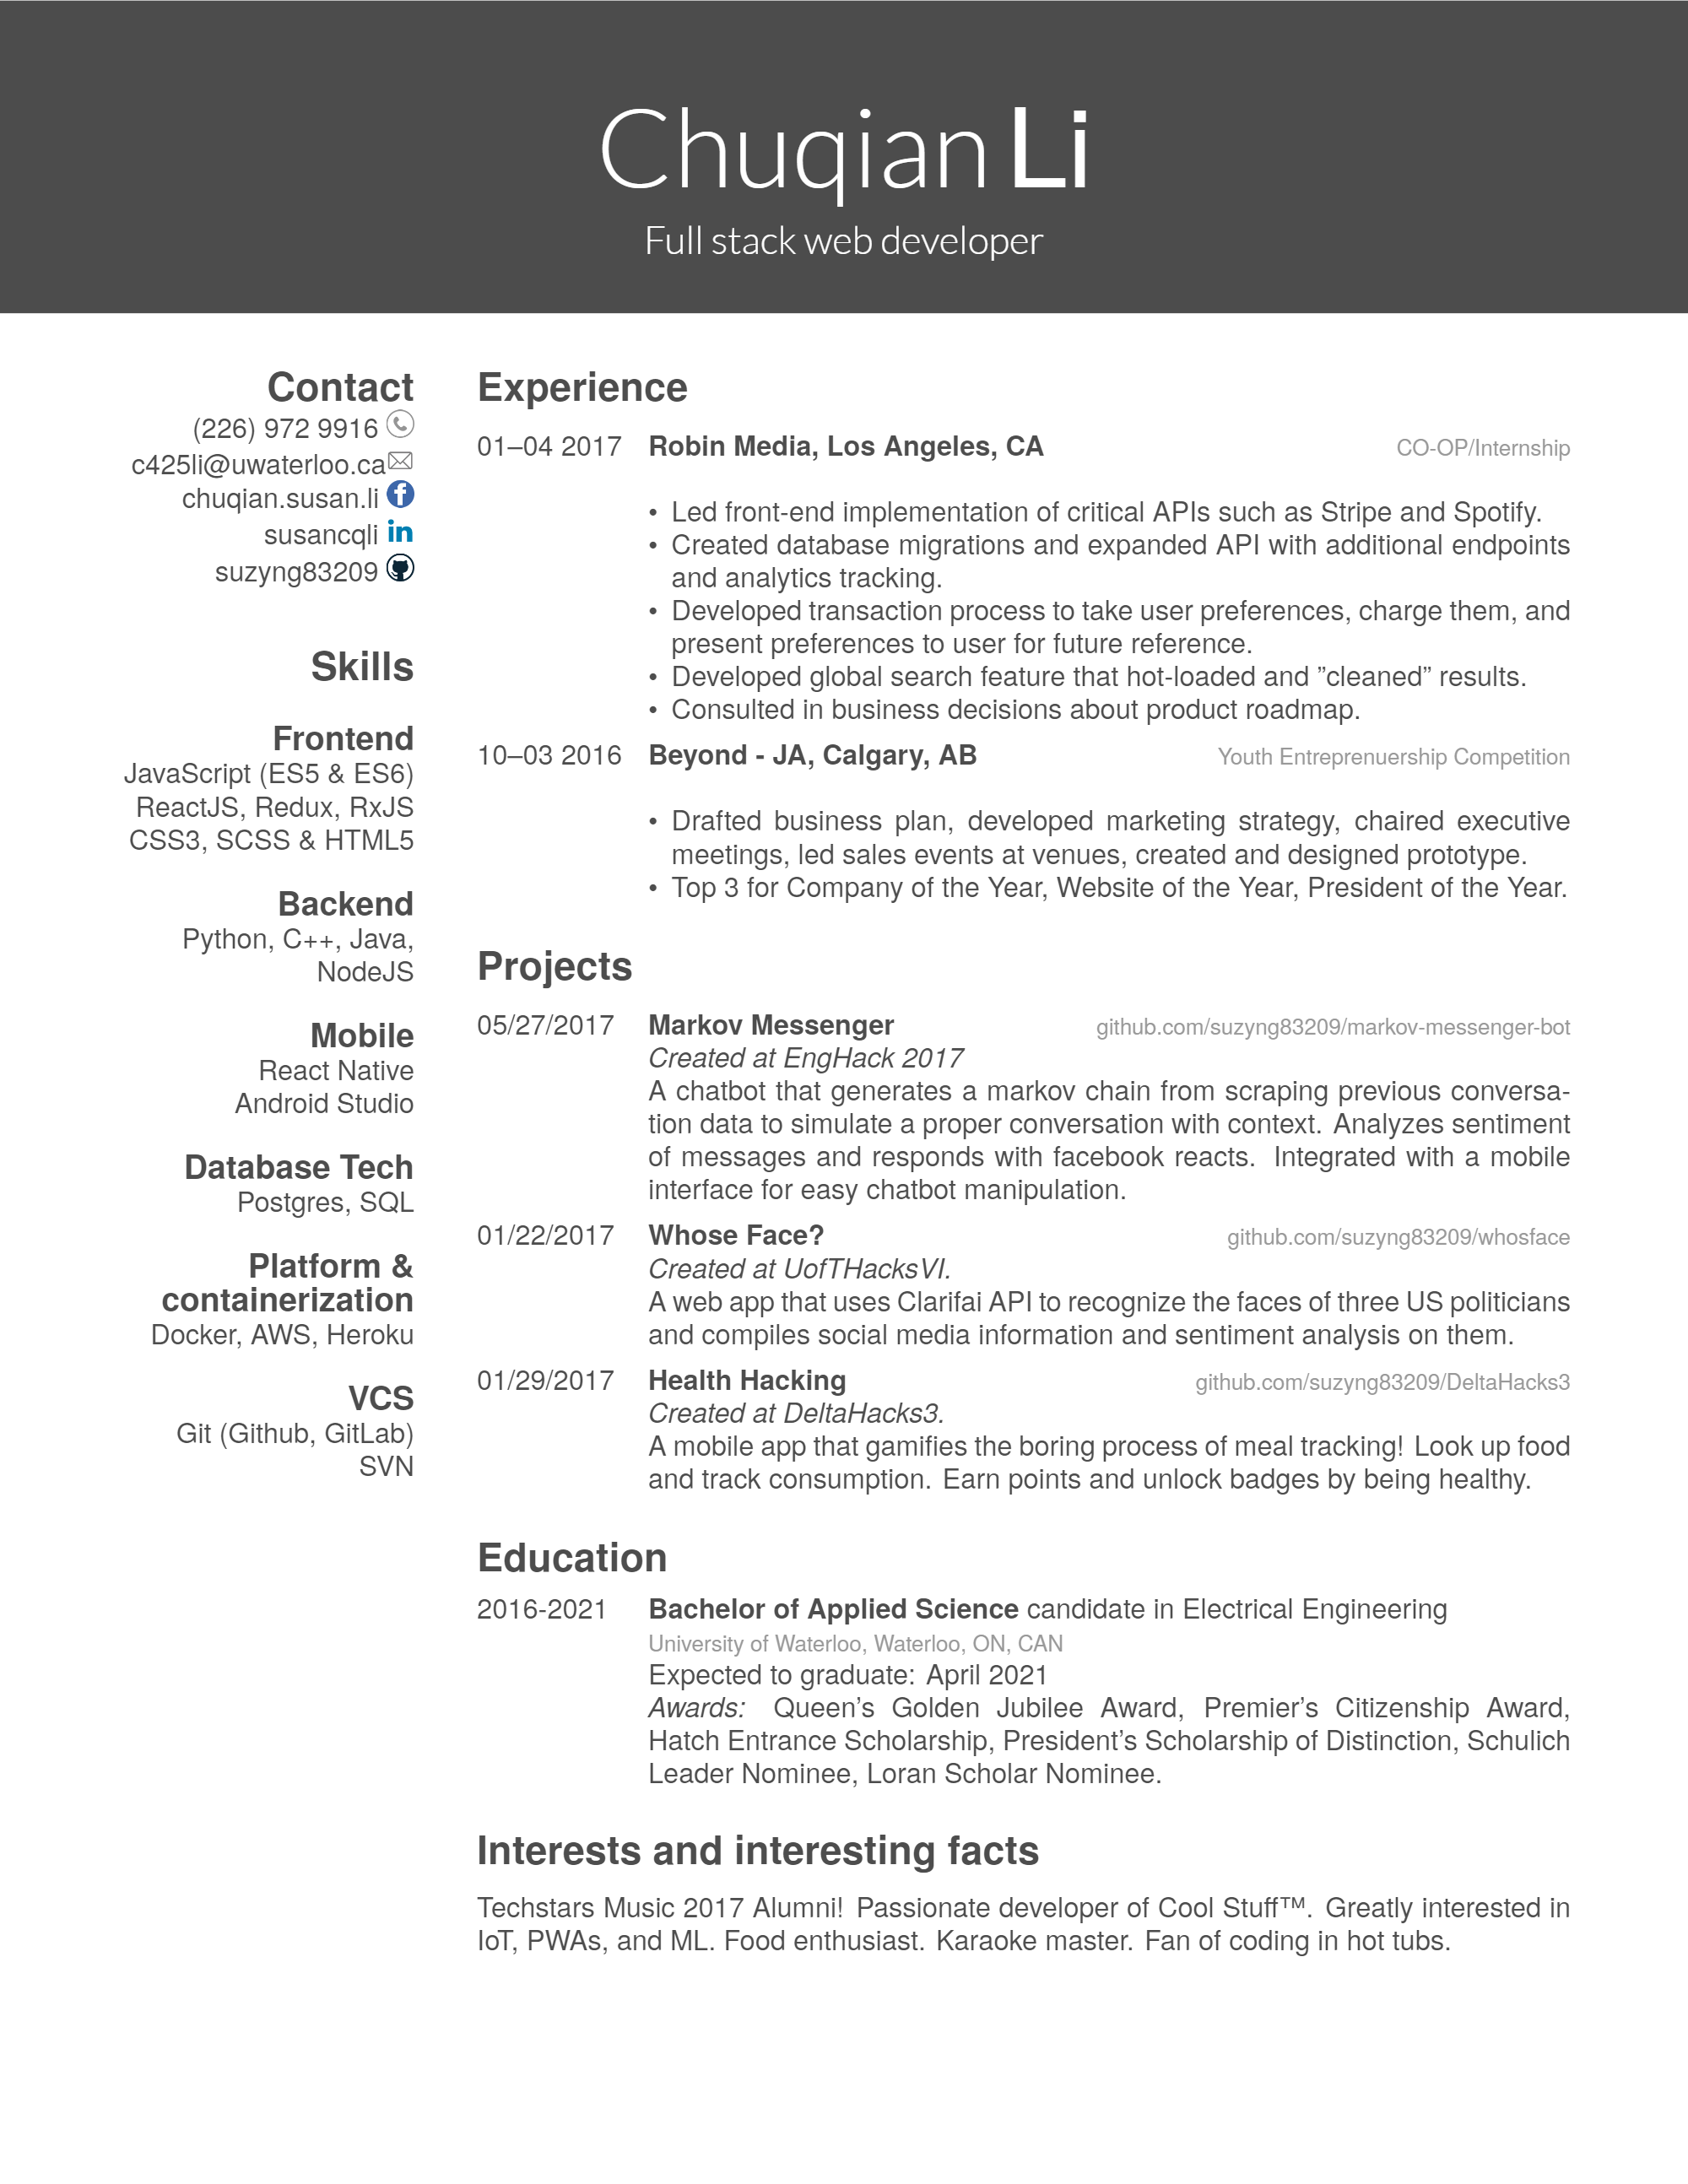 Chuqian Li
Full stack web developer
Contact
(226) 972 9916
c425li@uwaterloo.ca
chuqian.susan.li
susancqli
suzyng83209
Skills
Frontend
JavaScript (ES5 & ES6)
ReactJS, Redux, RxJS
CSS3, SCSS & HTML5
Backend
Python, C++, Java,
NodeJS
Mobile
React Native
Android Studio
Database Tech
Postgres, SQL
Platform &
containerization
Docker, AWS, Heroku
VCS
Git (Github, GitLab)
SVN
Experience
01–04 2017 Robin Media, Los Angeles, CA CO-OP/Internship
• Led front-end implementation of critical APIs such as Stripe and Spotify.
• Created database migrations and expanded API with additional endpoints
and analytics tracking.
• Developed transaction process to take user preferences, charge them, and
present preferences to user for future reference.
• Developed global search feature that hot-loaded and ”cleaned” results.
• Consulted in business decisions about product roadmap.
10–03 2016 Beyond - JA, Calgary, AB Youth Entreprenuership Competition
• Drafted business plan, developed marketing strategy, chaired executive
meetings, led sales events at venues, created and designed prototype.
• Top 3 for Company of the Year, Website of the Year, President of the Year.
Projects
05/27/2017 Markov Messenger github.com/suzyng83209/markov-messenger-bot
Created at EngHack 2017
A chatbot that generates a markov chain from scraping previous conversa-
tion data to simulate a proper conversation with context. Analyzes sentiment
of messages and responds with facebook reacts. Integrated with a mobile
interface for easy chatbot manipulation.
01/22/2017 Whose Face? github.com/suzyng83209/whosface
Created at UofTHacksVI.
A web app that uses Clarifai API to recognize the faces of three US politicians
and compiles social media information and sentiment analysis on them.
01/29/2017 Health Hacking github.com/suzyng83209/DeltaHacks3
Created at DeltaHacks3.
A mobile app that gamifies the boring process of meal tracking! Look up food
and track consumption. Earn points and unlock badges by being healthy.
Education
2016-2021 Bachelor of Applied Science candidate in Electrical Engineering
University of Waterloo, Waterloo, ON, CAN
Expected to graduate: April 2021
Awards: Queen’s Golden Jubilee Award, Premier’s Citizenship Award,
Hatch Entrance Scholarship, President’s Scholarship of Distinction, Schulich
Leader Nominee, Loran Scholar Nominee.
Interests and interesting facts
Techstars Music 2017 Alumni! Passionate developer of Cool Stuff™. Greatly interested in
IoT, PWAs, and ML. Food enthusiast. Karaoke master. Fan of coding in hot tubs.